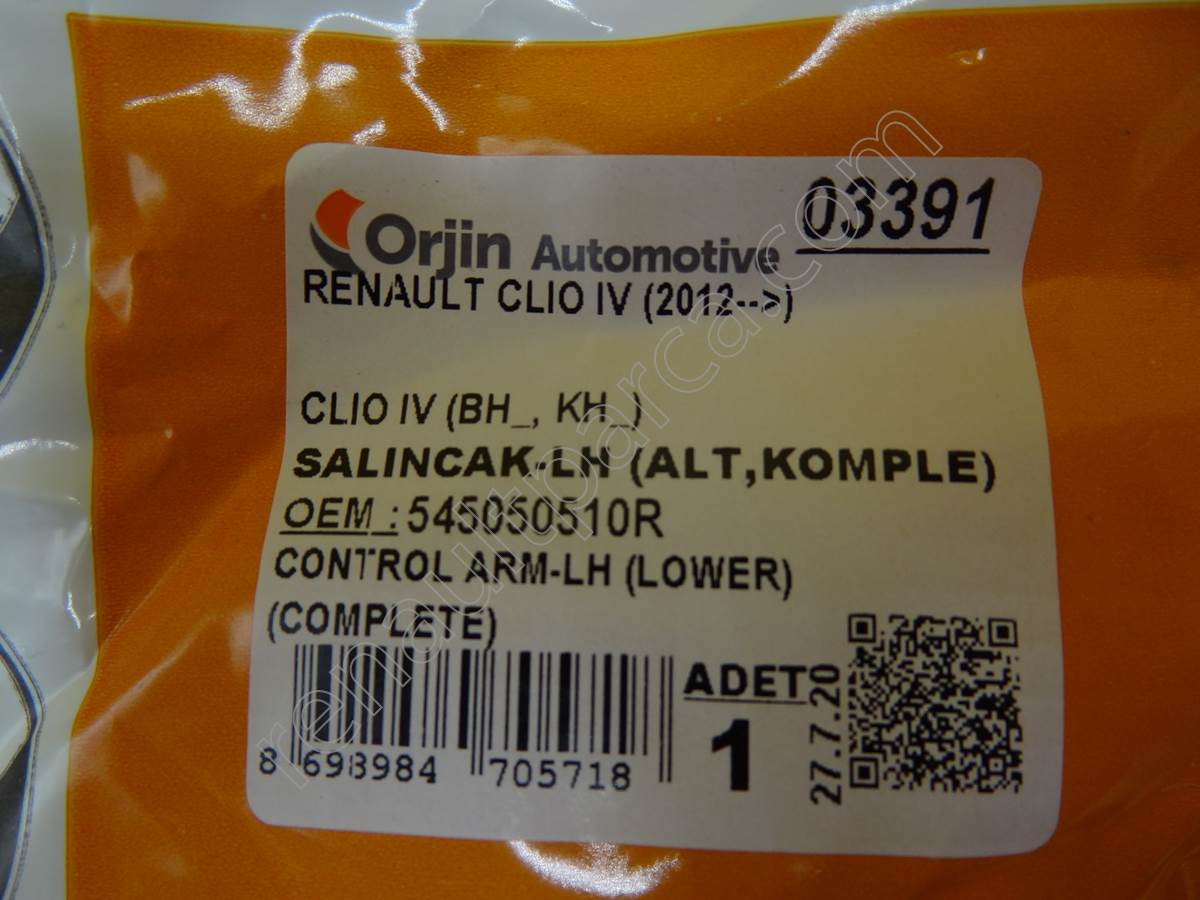 Orjin Automotive 03391
RENAULT CLIO IV (2012-->)
CLIO IV (BH_, KH_)
SALINCAK-LH (ALT,KOMPLE)
OEM : 545050510R
CONTROL ARM-LH (LOWER)
(COMPLETE)
ADET
1
27.7.20
8 698984 705718
renaultparca.com